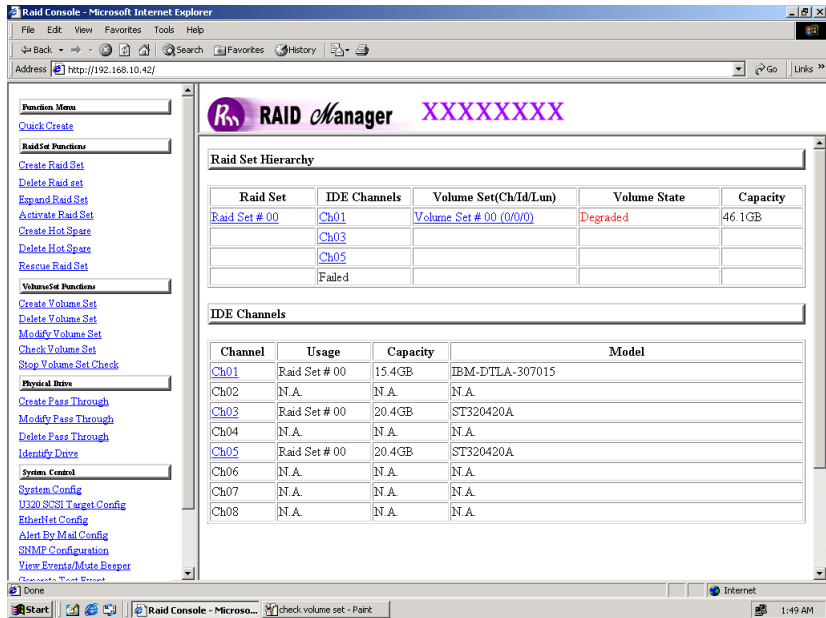 Raid Console - Microsoft Internet Explorer
File Edit View Favorites Tools Help
Back Search Favorites History
Address http://192.168.10.42/ Go Links »
Function Menu
Quick Create
RaidSet Functions
Create Raid Set
Delete Raid set
Expand Raid Set
Activate Raid Set
Create Hot Spare
Delete Hot Spare
Rescue Raid Set
VolumeSet Functions
Create Volume Set
Delete Volume Set
Modify Volume Set
Check Volume Set
Stop Volume Set Check
Physical Drive
Create Pass Through
Modify Pass Through
Delete Pass Through
Identify Drive
System Control
System Config
U320 SCSI Target Config
EtherNet Config
Alert By Mail Config
SNMP Configuration
View Events/Mute Beeper
Generate Test Event
RAID Manager XXXXXXXX
Raid Set Hierarchy
Raid Set IDE Channels Volume Set(Ch/Id/Lun) Volume State Capacity
Raid Set # 00 Ch01 Volume Set # 00 (0/0/0) Degraded 46.1GB
Ch03
Ch05
Failed
IDE Channels
Channel Usage Capacity Model
Ch01 Raid Set # 00 15.4GB IBM-DTLA-307015
Ch02 N.A. N.A. N.A.
Ch03 Raid Set # 00 20.4GB ST320420A
Ch04 N.A. N.A. N.A.
Ch05 Raid Set # 00 20.4GB ST320420A
Ch06 N.A. N.A. N.A.
Ch07 N.A. N.A. N.A.
Ch08 N.A. N.A. N.A.
Done Internet
Start Raid Console - Microso... check volume set - Paint 1:49 AM